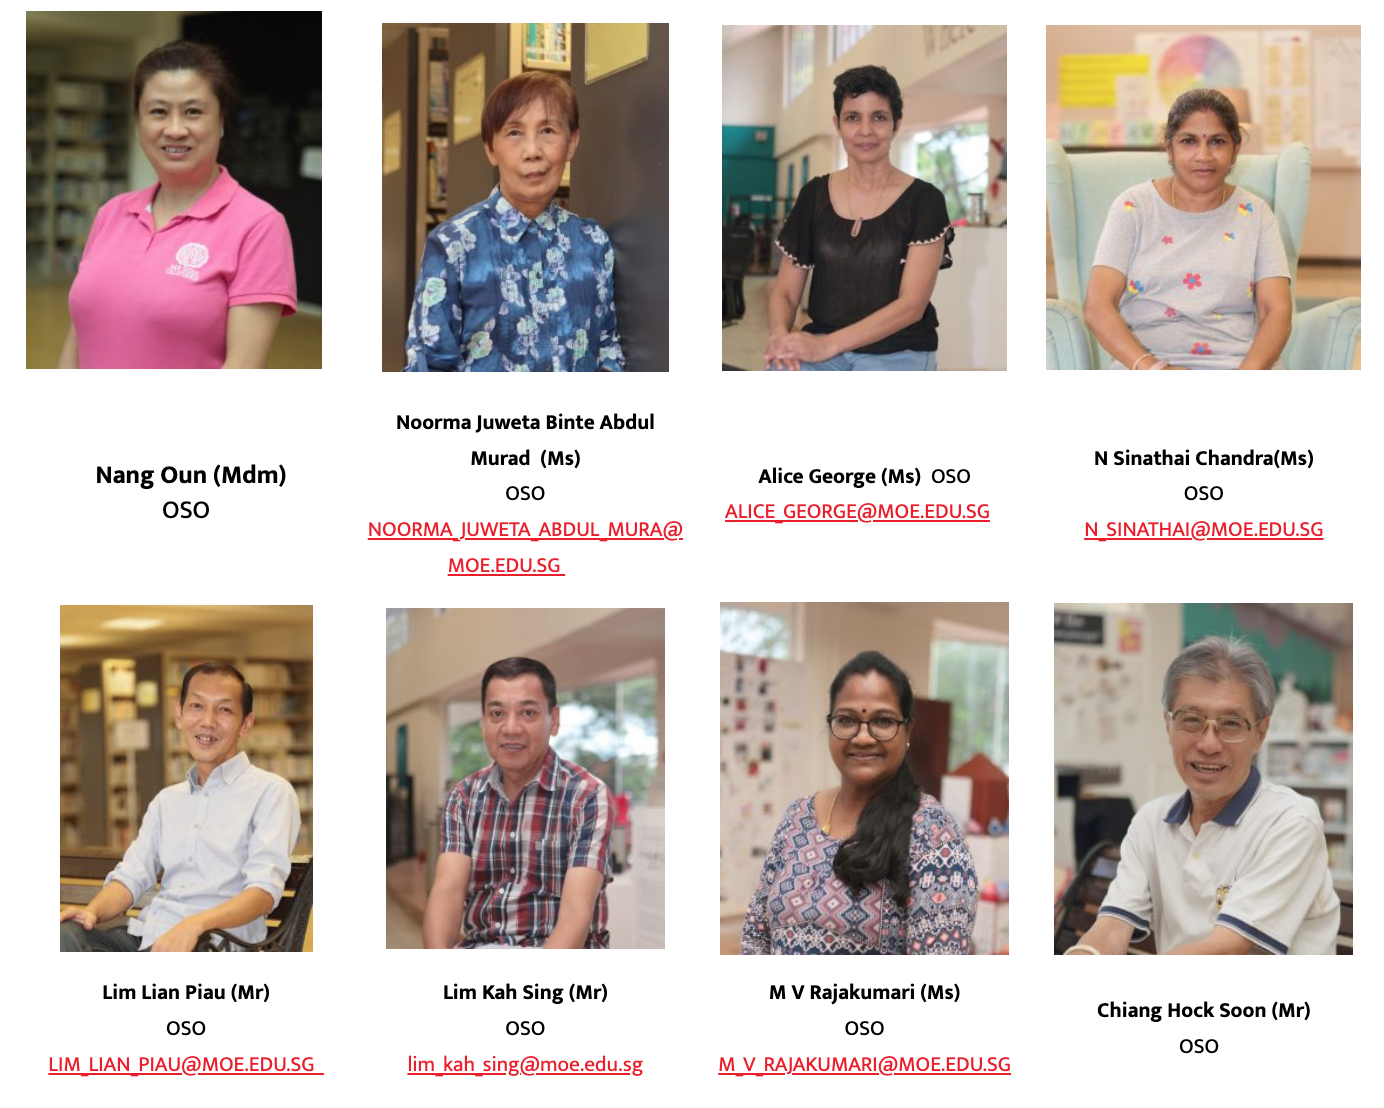 Nang Oun (Mdm)
OSO
Noorma Juweta Binte Abdul
Murad (Ms)
OSO
NOORMA_JUWETA_ABDUL_MURA@
MOE.EDU.SG
Alice George (Ms) OSO
ALICE_GEORGE@MOE.EDU.SG
N Sinathai Chandra(Ms)
OSO
N_SINATHAI@MOE.EDU.SG
Lim Lian Piau (Mr)
OSO
LIM_LIAN_PIAU@MOE.EDU.SG
Lim Kah Sing (Mr)
OSO
lim_kah_sing@moe.edu.sg
M V Rajakumari (Ms)
OSO
M_V_RAJAKUMARI@MOE.EDU.SG
Chiang Hock Soon (Mr)
OSO